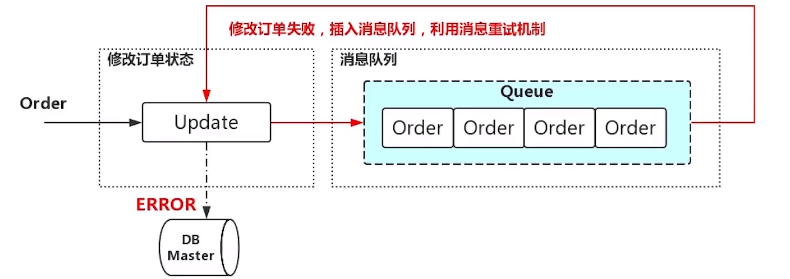 修改订单失败，插入消息队列，利用消息重试机制
修改订单状态
消息队列
Order
Update
Queue
Order Order Order Order
ERROR
DB
Master